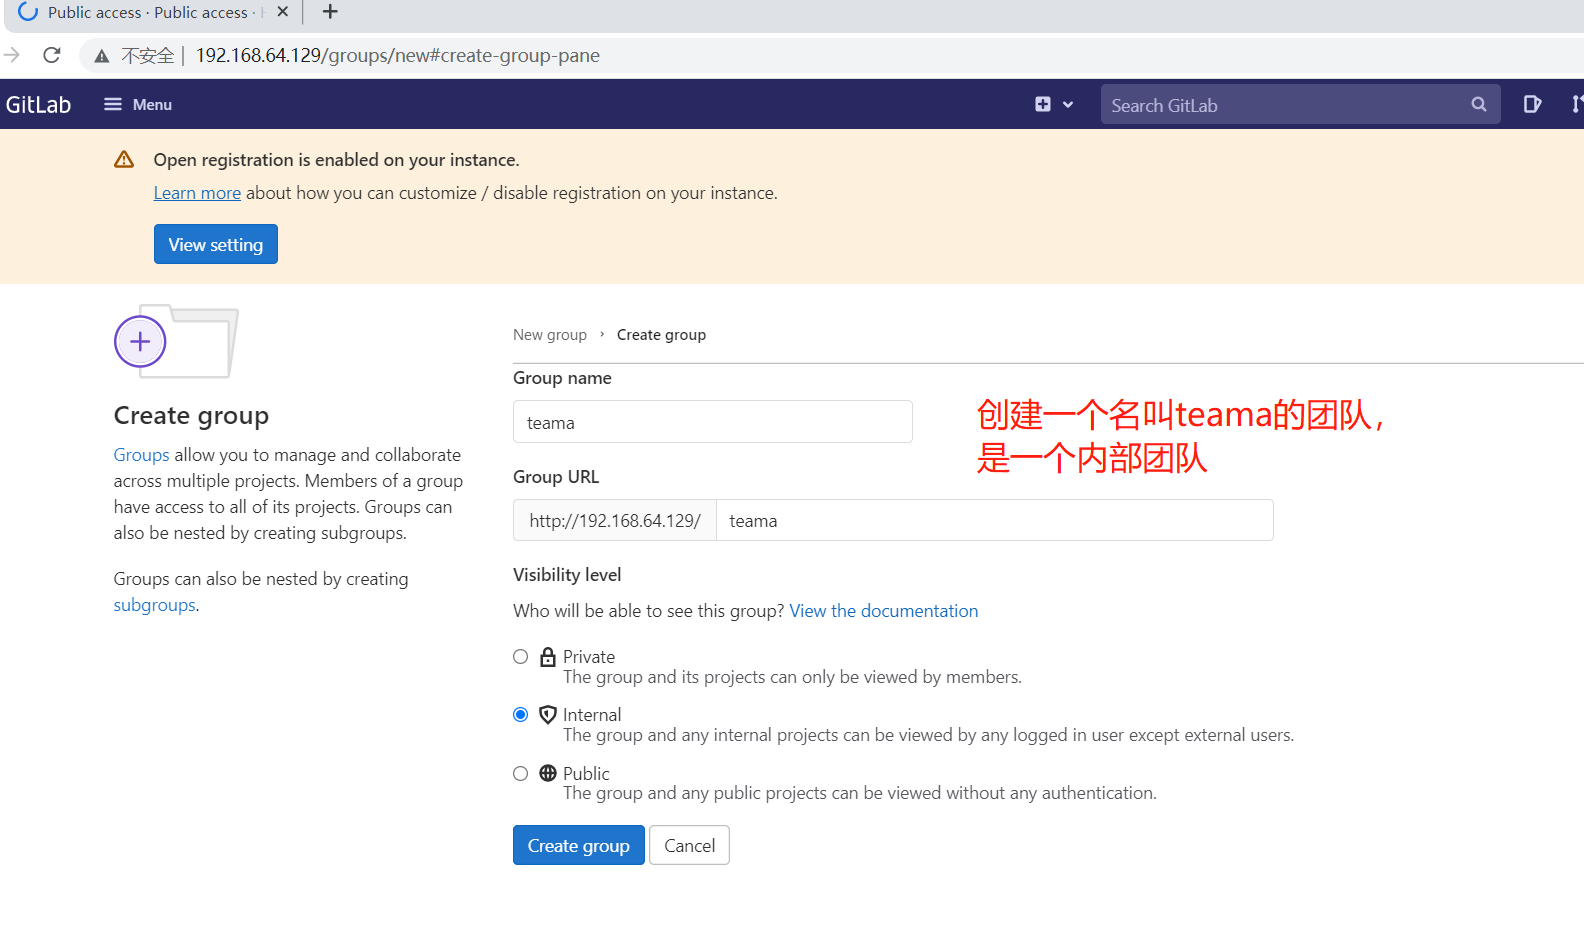 Public access · Public access ·
不安全 | 192.168.64.129/groups/new#create-group-pane
GitLab Menu Search GitLab
Open registration is enabled on your instance.
Learn more about how you can customize / disable registration on your instance.
View setting
New group › Create group
Group name
teama
创建一个名叫teama的团队，
是一个内部团队
Create group
Groups allow you to manage and collaborate
across multiple projects. Members of a group
have access to all of its projects. Groups can
also be nested by creating subgroups.
Groups can also be nested by creating
subgroups.
Group URL
http://192.168.64.129/ teama
Visibility level
Who will be able to see this group? View the documentation
Private
The group and its projects can only be viewed by members.
Internal
The group and any internal projects can be viewed by any logged in user except external users.
Public
The group and any public projects can be viewed without any authentication.
Create group Cancel